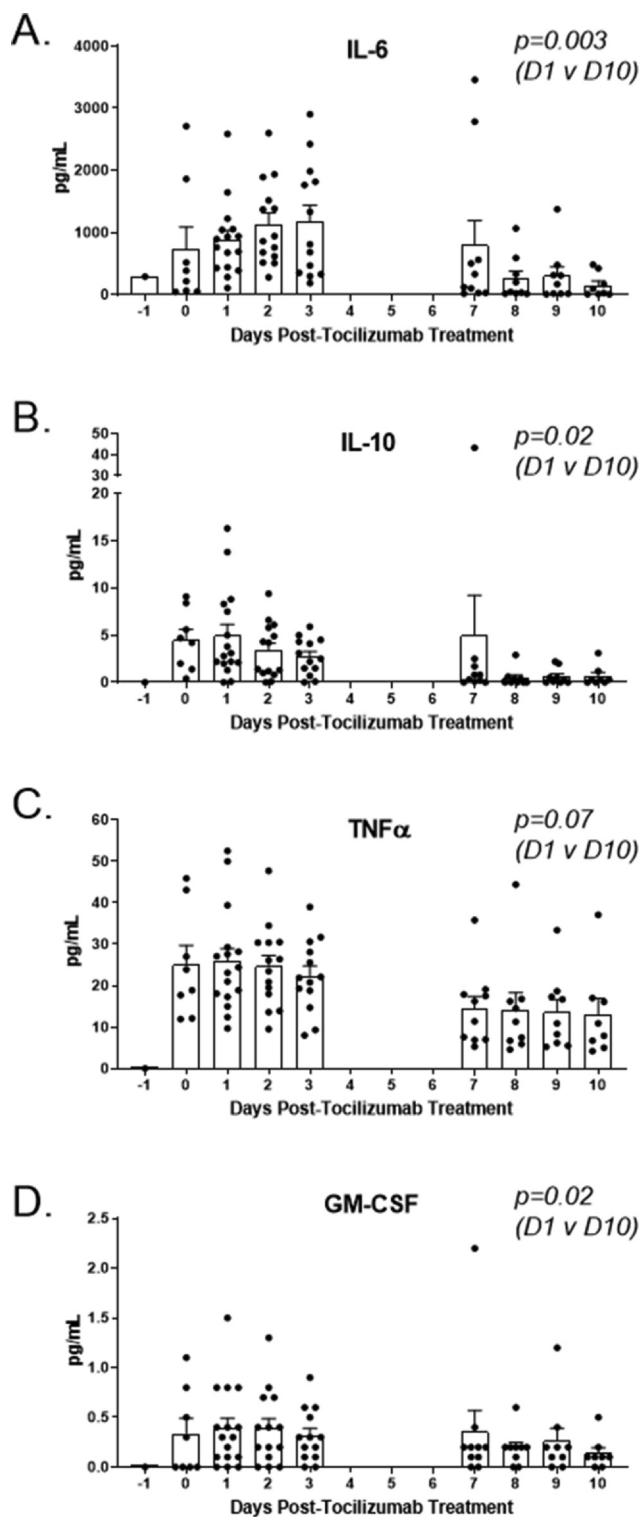 A.
IL-6
p=0.003
(D1 v D10)
pg/mL
4000
3000
2000
1000
0
-1 0 1 2 3 4 5 6 7 8 9 10
Days Post-Tocilizumab Treatment
B.
IL-10
p=0.02
(D1 v D10)
pg/mL
50
40
30
20
15
10
5
0
-1 0 1 2 3 4 5 6 7 8 9 10
Days Post-Tocilizumab Treatment
C.
TNFα
p=0.07
(D1 v D10)
pg/mL
60
50
40
30
20
10
0
-1 0 1 2 3 4 5 6 7 8 9 10
Days Post-Tocilizumab Treatment
D.
GM-CSF
p=0.02
(D1 v D10)
pg/mL
2.5
2.0
1.5
1.0
0.5
0.0
-1 0 1 2 3 4 5 6 7 8 9 10
Days Post-Tocilizumab Treatment